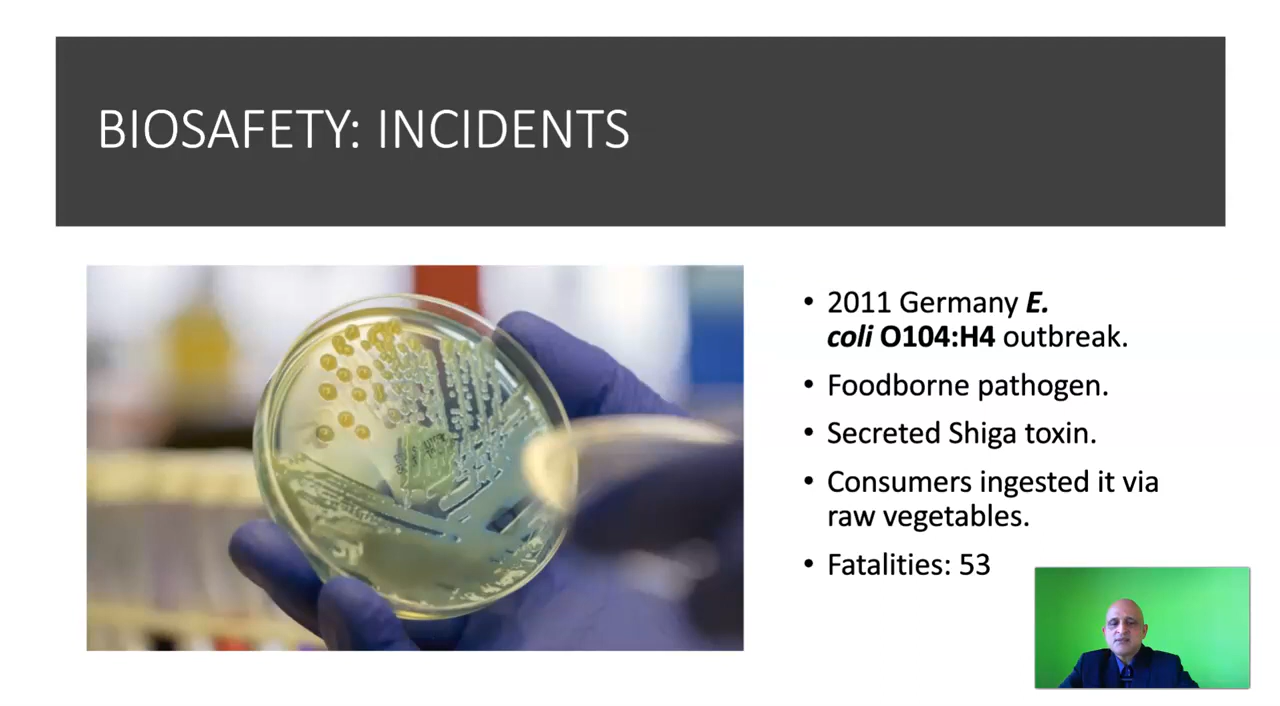 BIOSAFETY: INCIDENTS
• 2011 Germany E.
coli O104:H4 outbreak.
• Foodborne pathogen.
• Secreted Shiga toxin.
• Consumers ingested it via
raw vegetables.
• Fatalities: 53